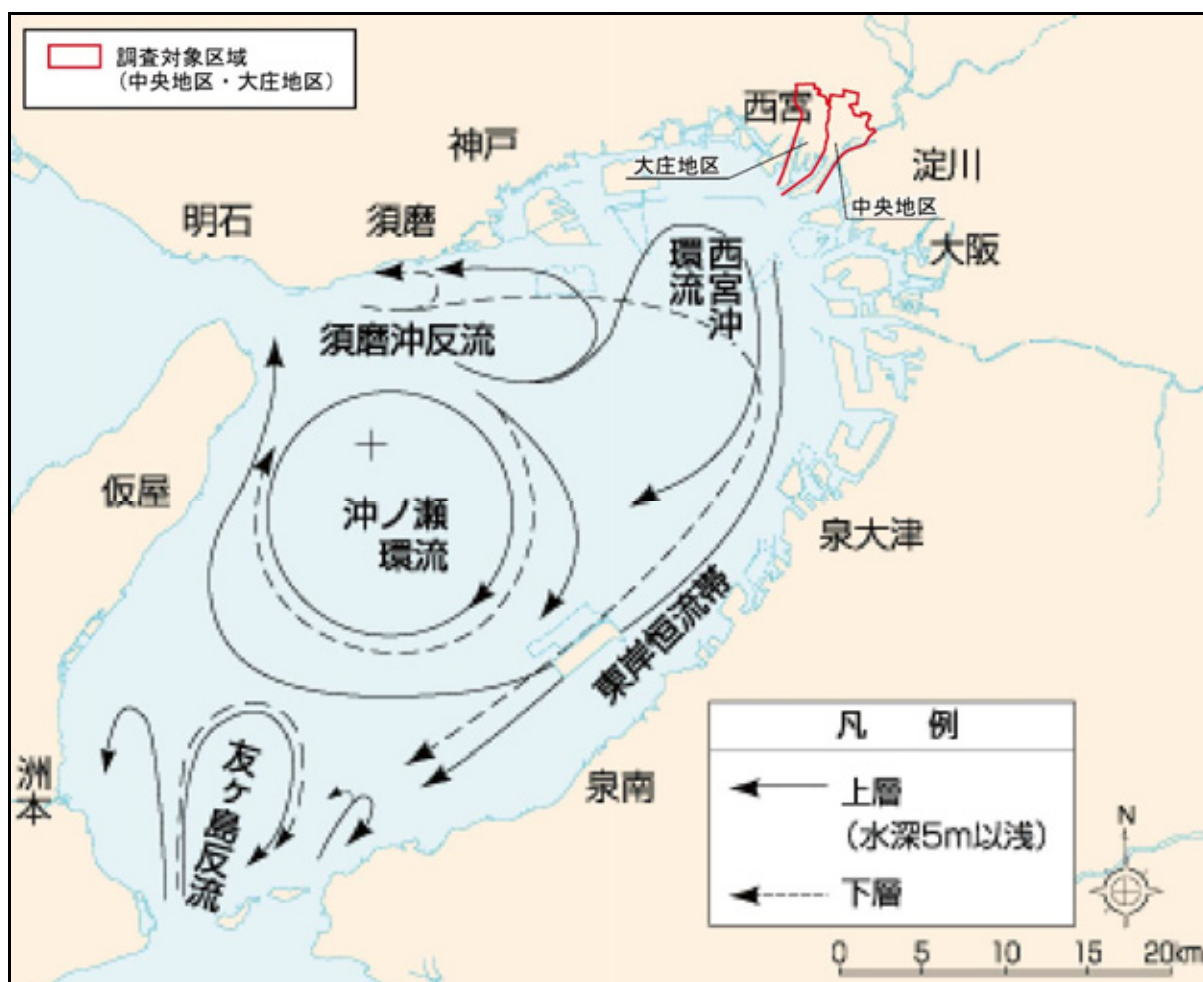 調査対象区域
（中央地区・大庄地区）
西宮
神戸
大庄地区
淀川
中央地区
明石
須磨
大阪
西宮沖
環流
須磨沖反流
仮屋
沖ノ瀬
環流
泉大津
東岸恒流帯
洲本
友ヶ島反流
泉南
凡 例
上層
（水深5m以浅）
下層
N
0 5 10 15 20km